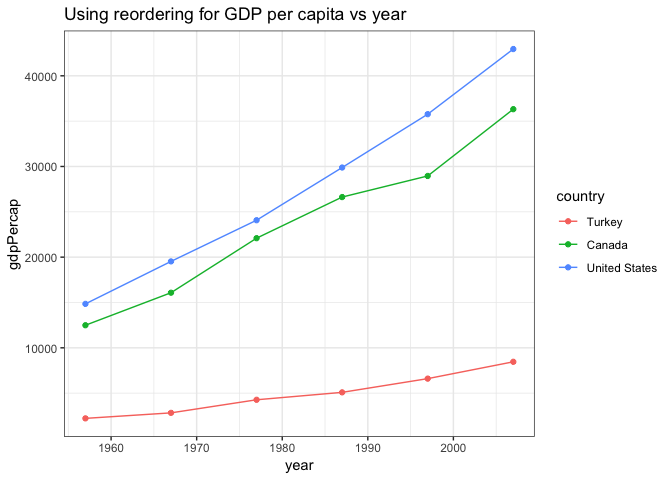 Using reordering for GDP per capita vs year
gdpPercap
40000
30000
20000
10000
1960 1970 1980 1990 2000
year
country
Turkey
Canada
United States